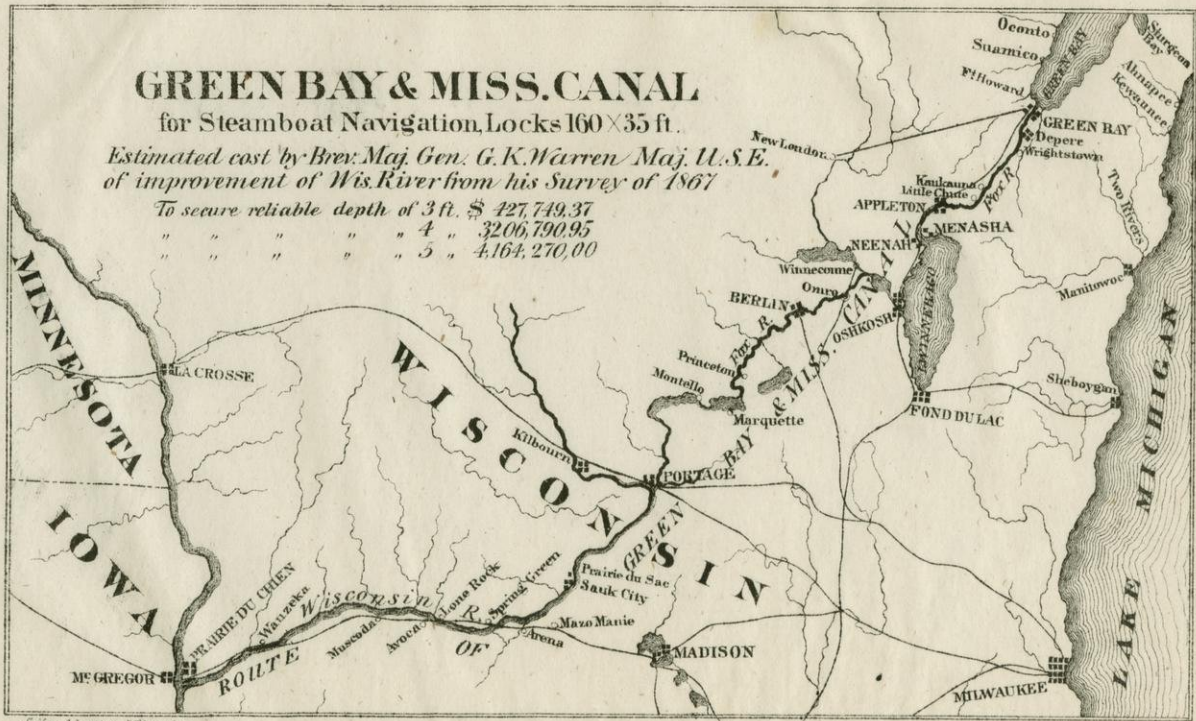 GREEN BAY & MISS. CANAL
for Steamboat Navigation, Locks 160 × 35 ft.
Estimated cost by Brev. Maj. Gen. G. K. Warren Maj. U.S.E.
of improvement of Wis. River from his Survey of 1867
To secure reliable depth of 3 ft. $ 427,749.37
„ „ „ „ „ 4 „ 3206,790.95
„ „ „ „ „ 5 „ 4,164,270,00
Oconto
Suamico
Ft. Howard
GREEN BAY
Sturgeon Bay
Ahnapee
Kewaunee
GREEN BAY
Depere
Wrightstown
New London
Kaukauna
Little Chute
Fox R.
APPLETON
Two Rivers
MENASHA
NEENAH
Winneconne
Omro
Manitowoc
BERLIN
OSHKOSH
L. WINNEBAGO
Fox R.
Princeton
Montello
Marquette
Sheboygan
FOND DU LAC
MINNESOTA
LA CROSSE
WISCONSIN
Kilbourn
PORTAGE
LAKE MICHIGAN
IOWA
ROUTE OF GREEN BAY & MISS. CANAL
Prairie du Sac
Sauk City
PRAIRIE DU CHIEN
Wauzeka
Wisconsin R.
Muscoda
Avoca
Lone Rock
Spring Green
Arena
Mazo Manie
MADISON
McGREGOR
MILWAUKEE